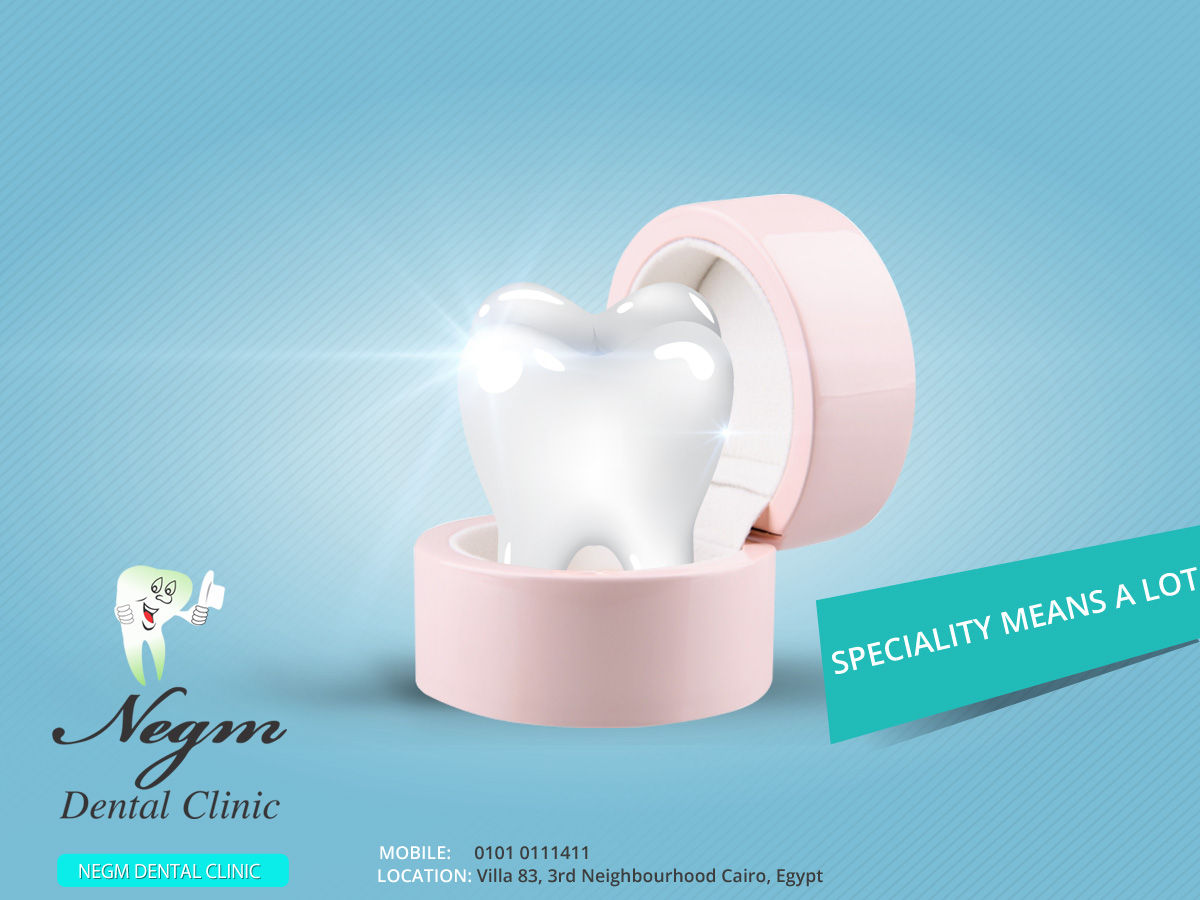 SPECIALITY MEANS A LOT
Negm
Dental Clinic
NEGM DENTAL CLINIC
MOBILE: 0101 0111411
LOCATION: Villa 83, 3rd Neighbourhood Cairo, Egypt